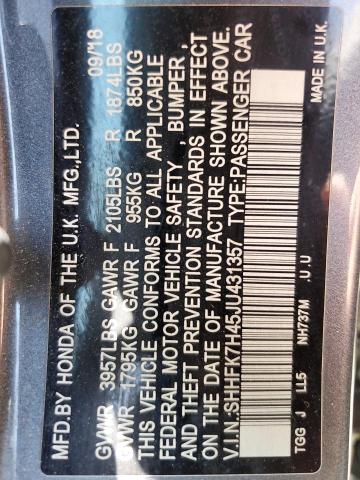 MFD.BY HONDA OF THE U.K. MFG.,LTD. 09/18
GVWR 3957LBS GAWR F 2105LBS R 1874LBS
GVWR 1795KG GAWR F 955KG R 850KG
THIS VEHICLE CONFORMS TO ALL APPLICABLE
FEDERAL MOTOR VEHICLE SAFETY BUMPER ,
AND THEFT PREVENTION STANDARDS IN EFFECT
ON THE DATE OF MANUFACTURE SHOWN ABOVE.
V.I.N.:SHHFK7H45JU431357 TYPE:PASSENGER CAR
MADE IN U.K.
NH737M ,U ,U
TGG J LL5